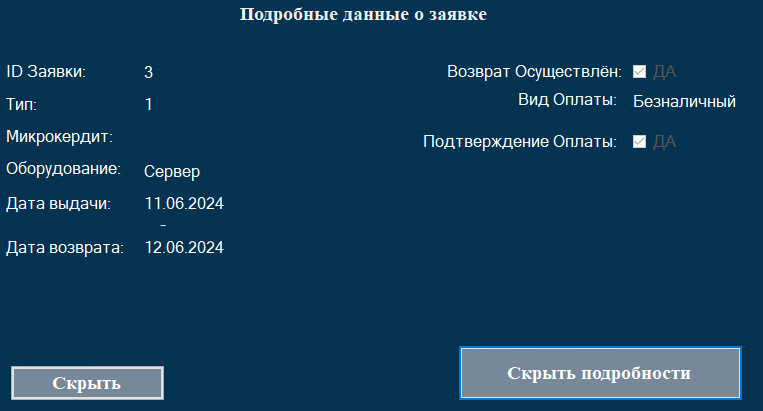 Подробные данные о заявке
ID Заявки: 3
Тип: 1
Микрокердит:
Оборудование: Сервер
Дата выдачи: 11.06.2024
-
Дата возврата: 12.06.2024
Возврат Осуществлён: ДА
Вид Оплаты: Безналичный
Подтверждение Оплаты: ДА
Скрыть
Скрыть подробности